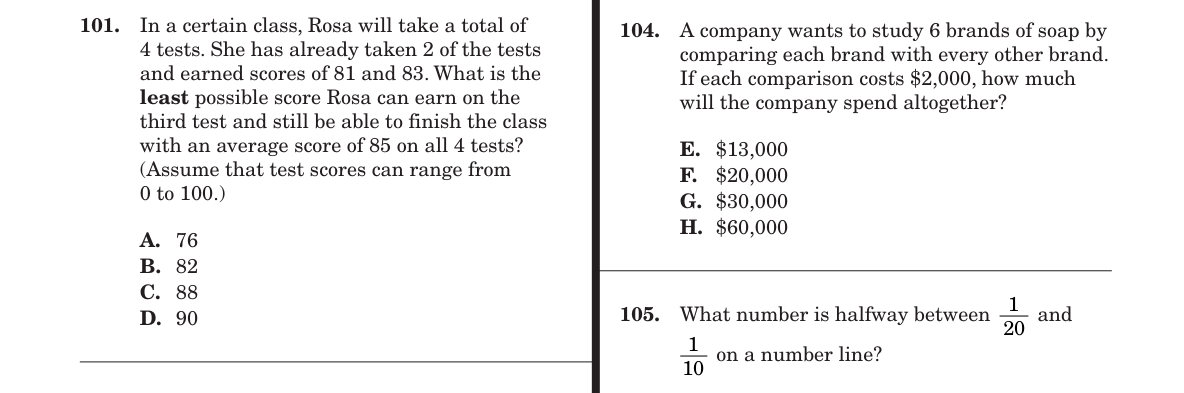 101. In a certain class, Rosa will take a total of
4 tests. She has already taken 2 of the tests
and earned scores of 81 and 83. What is the
least possible score Rosa can earn on the
third test and still be able to finish the class
with an average score of 85 on all 4 tests?
(Assume that test scores can range from
0 to 100.)
A. 76
B. 82
C. 88
D. 90
104. A company wants to study 6 brands of soap by
comparing each brand with every other brand.
If each comparison costs $2,000, how much
will the company spend altogether?
E. $13,000
F. $20,000
G. $30,000
H. $60,000
105. What number is halfway between 1/20 and
1/10 on a number line?